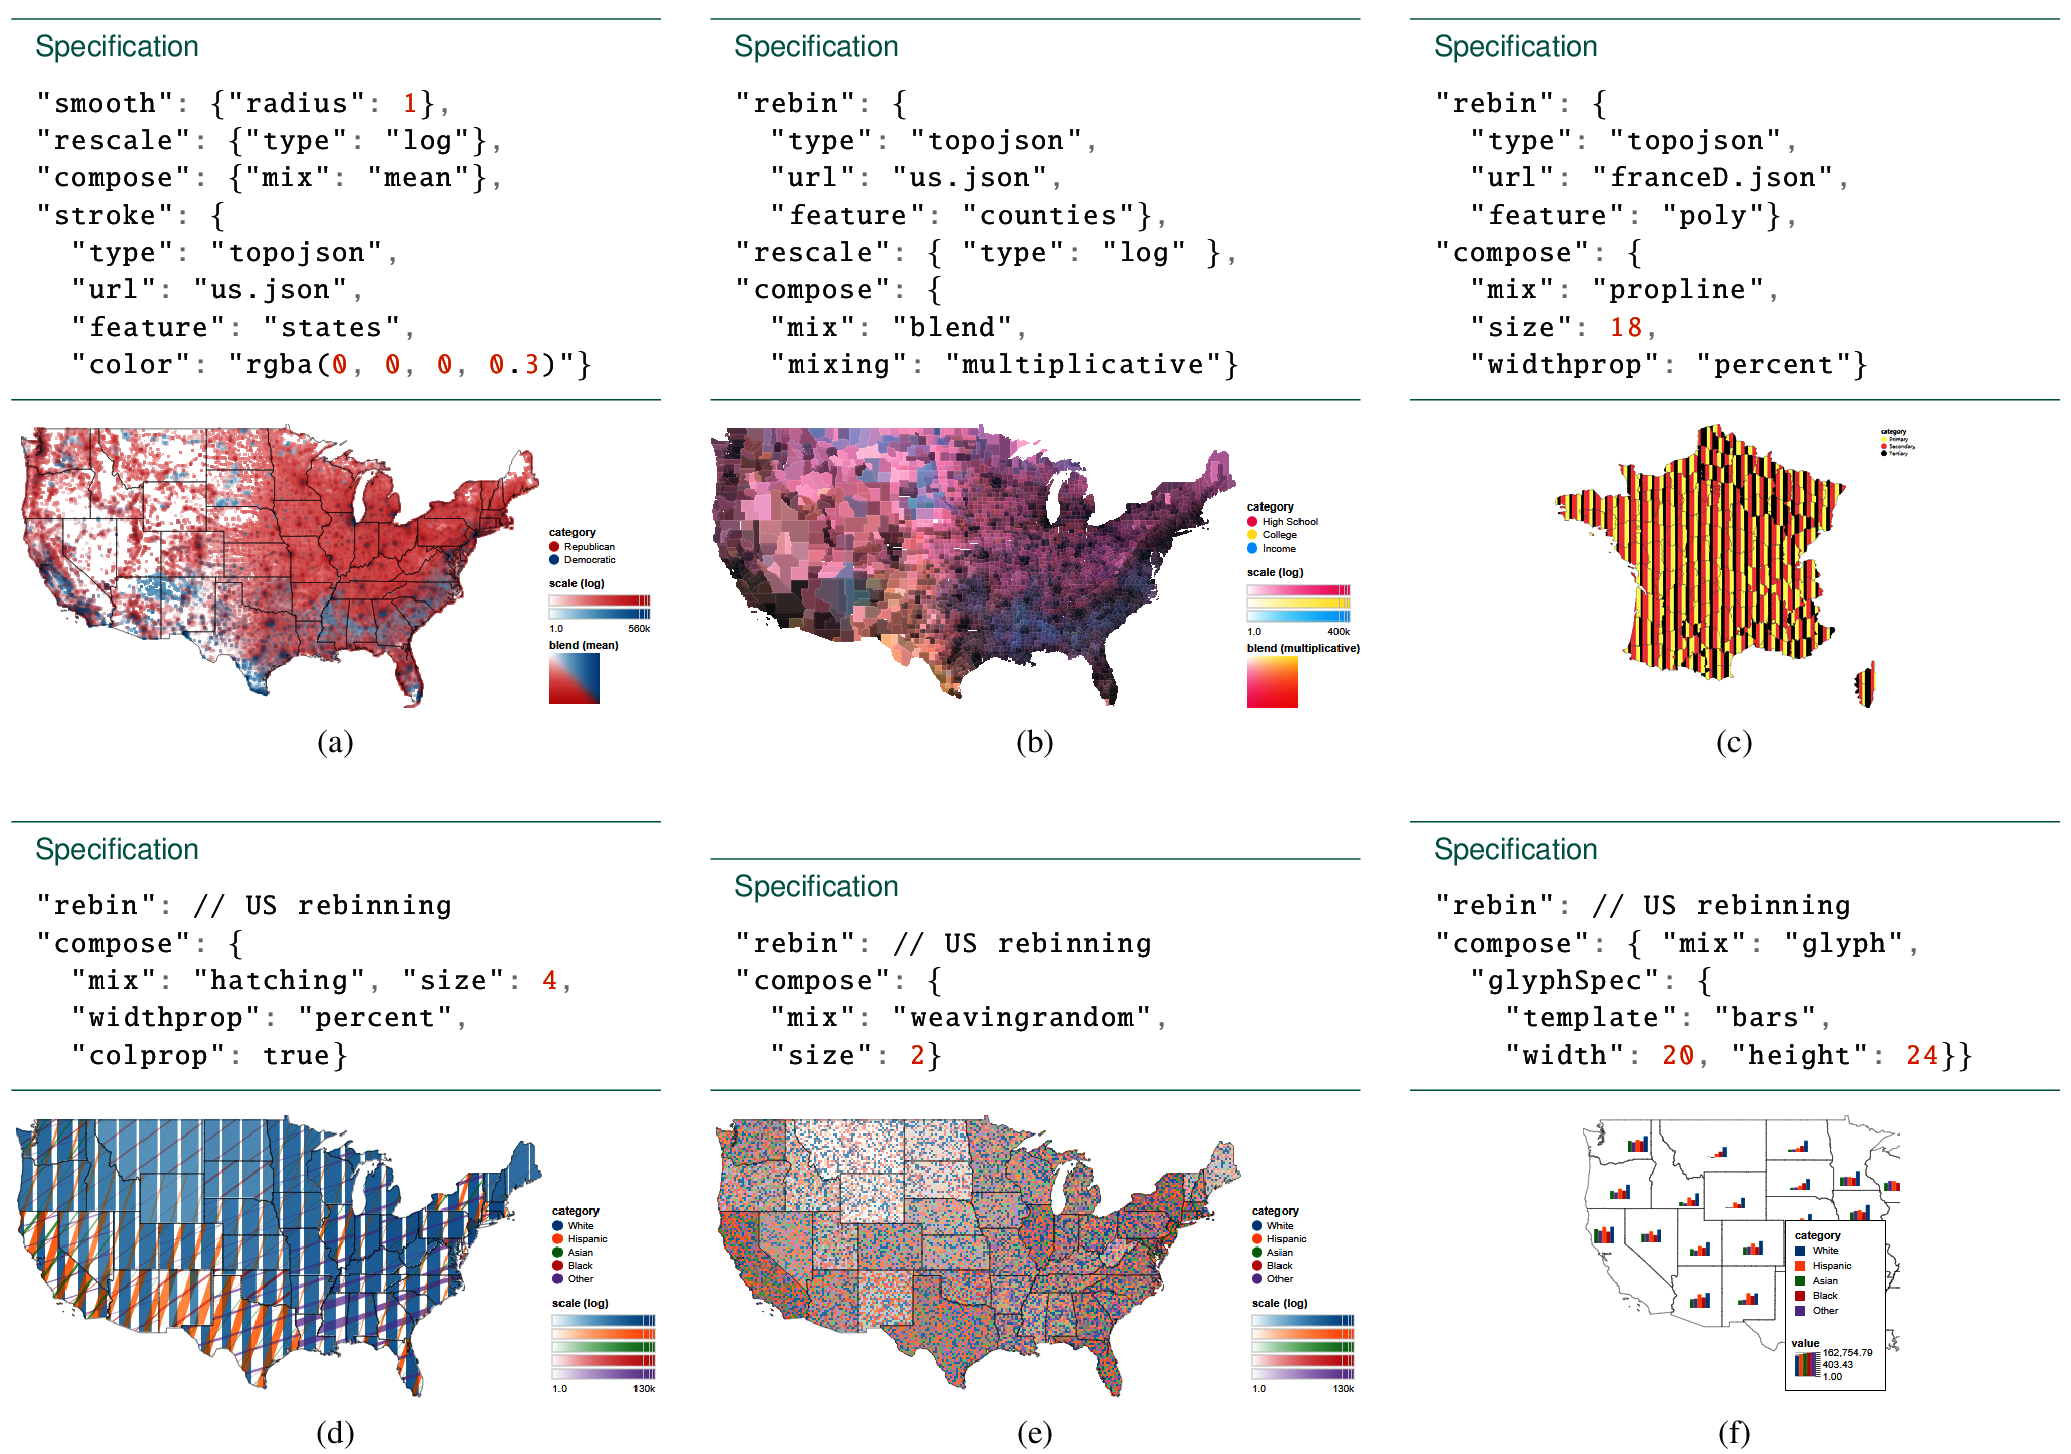 Specification
"smooth": {"radius": 1},
"rescale": {"type": "log"},
"compose": {"mix": "mean"},
"stroke": {
"type": "topojson",
"url": "us.json",
"feature": "states",
"color": "rgba(0, 0, 0, 0.3)"}
category
Republican
Democratic
scale (log)
1.0 560k
blend (mean)
(a)
Specification
"rebin": {
"type": "topojson",
"url": "us.json",
"feature": "counties"},
"rescale": { "type": "log" },
"compose": {
"mix": "blend",
"mixing": "multiplicative"}
category
High School
College
Income
scale (log)
1.0 400k
blend (multiplicative)
(b)
Specification
"rebin": {
"type": "topojson",
"url": "franceD.json",
"feature": "poly"},
"compose": {
"mix": "propline",
"size": 18,
"widthprop": "percent"}
category
Primary
Secondary
Tertiary
(c)
Specification
"rebin": // US rebinning
"compose": {
"mix": "hatching", "size": 4,
"widthprop": "percent",
"colprop": true}
category
White
Hispanic
Asian
Black
Other
scale (log)
1.0 130k
(d)
Specification
"rebin": // US rebinning
"compose": {
"mix": "weavingrandom",
"size": 2}
category
White
Hispanic
Asian
Black
Other
scale (log)
1.0 130k
(e)
Specification
"rebin": // US rebinning
"compose": { "mix": "glyph",
"glyphSpec": {
"template": "bars",
"width": 20, "height": 24}}
category
White
Hispanic
Asian
Black
Other
value
162,754.79
403.43
1.00
(f)